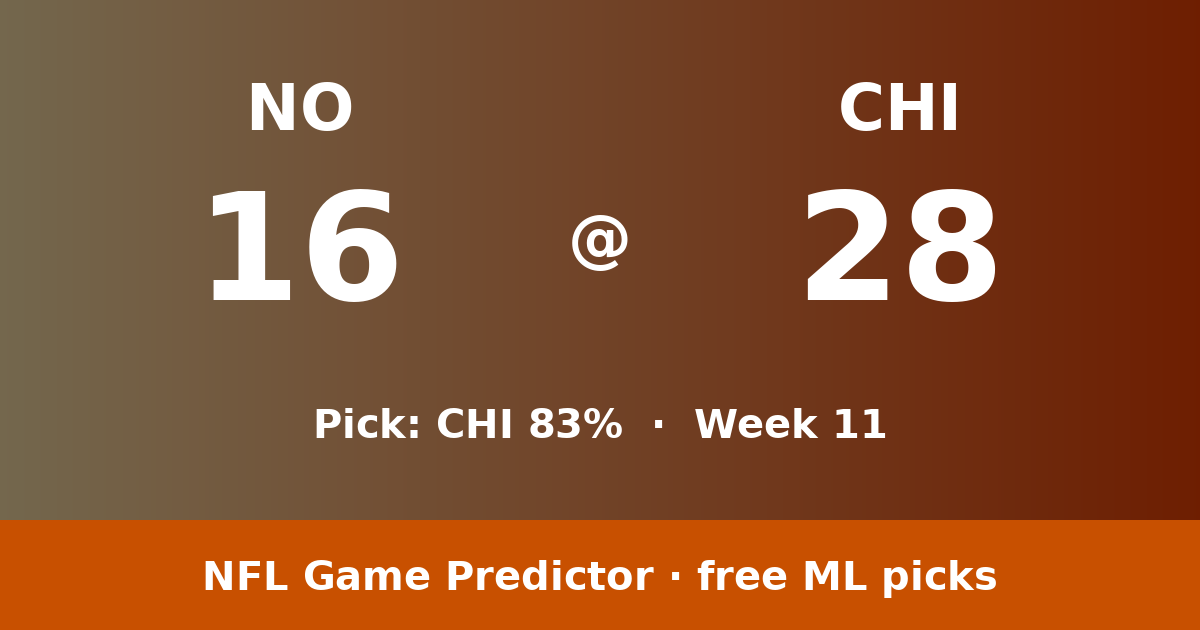 NO
CHI
16 @ 28
Pick: CHI 83% · Week 11
NFL Game Predictor · free ML picks